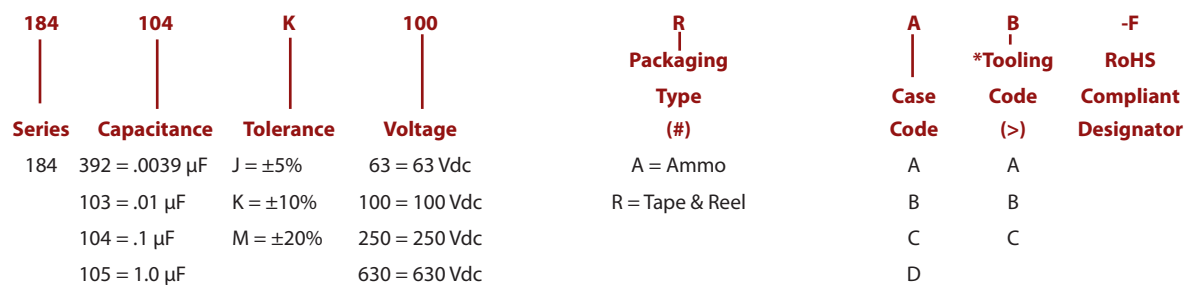 184 104 K 100 R A B -F
Packaging *Tooling RoHS
Type Case Code Compliant
Series Capacitance Tolerance Voltage (#) Code (>) Designator
184 392 = .0039 µF J = ±5% 63 = 63 Vdc A = Ammo A A
103 = .01 µF K = ±10% 100 = 100 Vdc R = Tape & Reel B B
104 = .1 µF M = ±20% 250 = 250 Vdc C C
105 = 1.0 µF 630 = 630 Vdc D